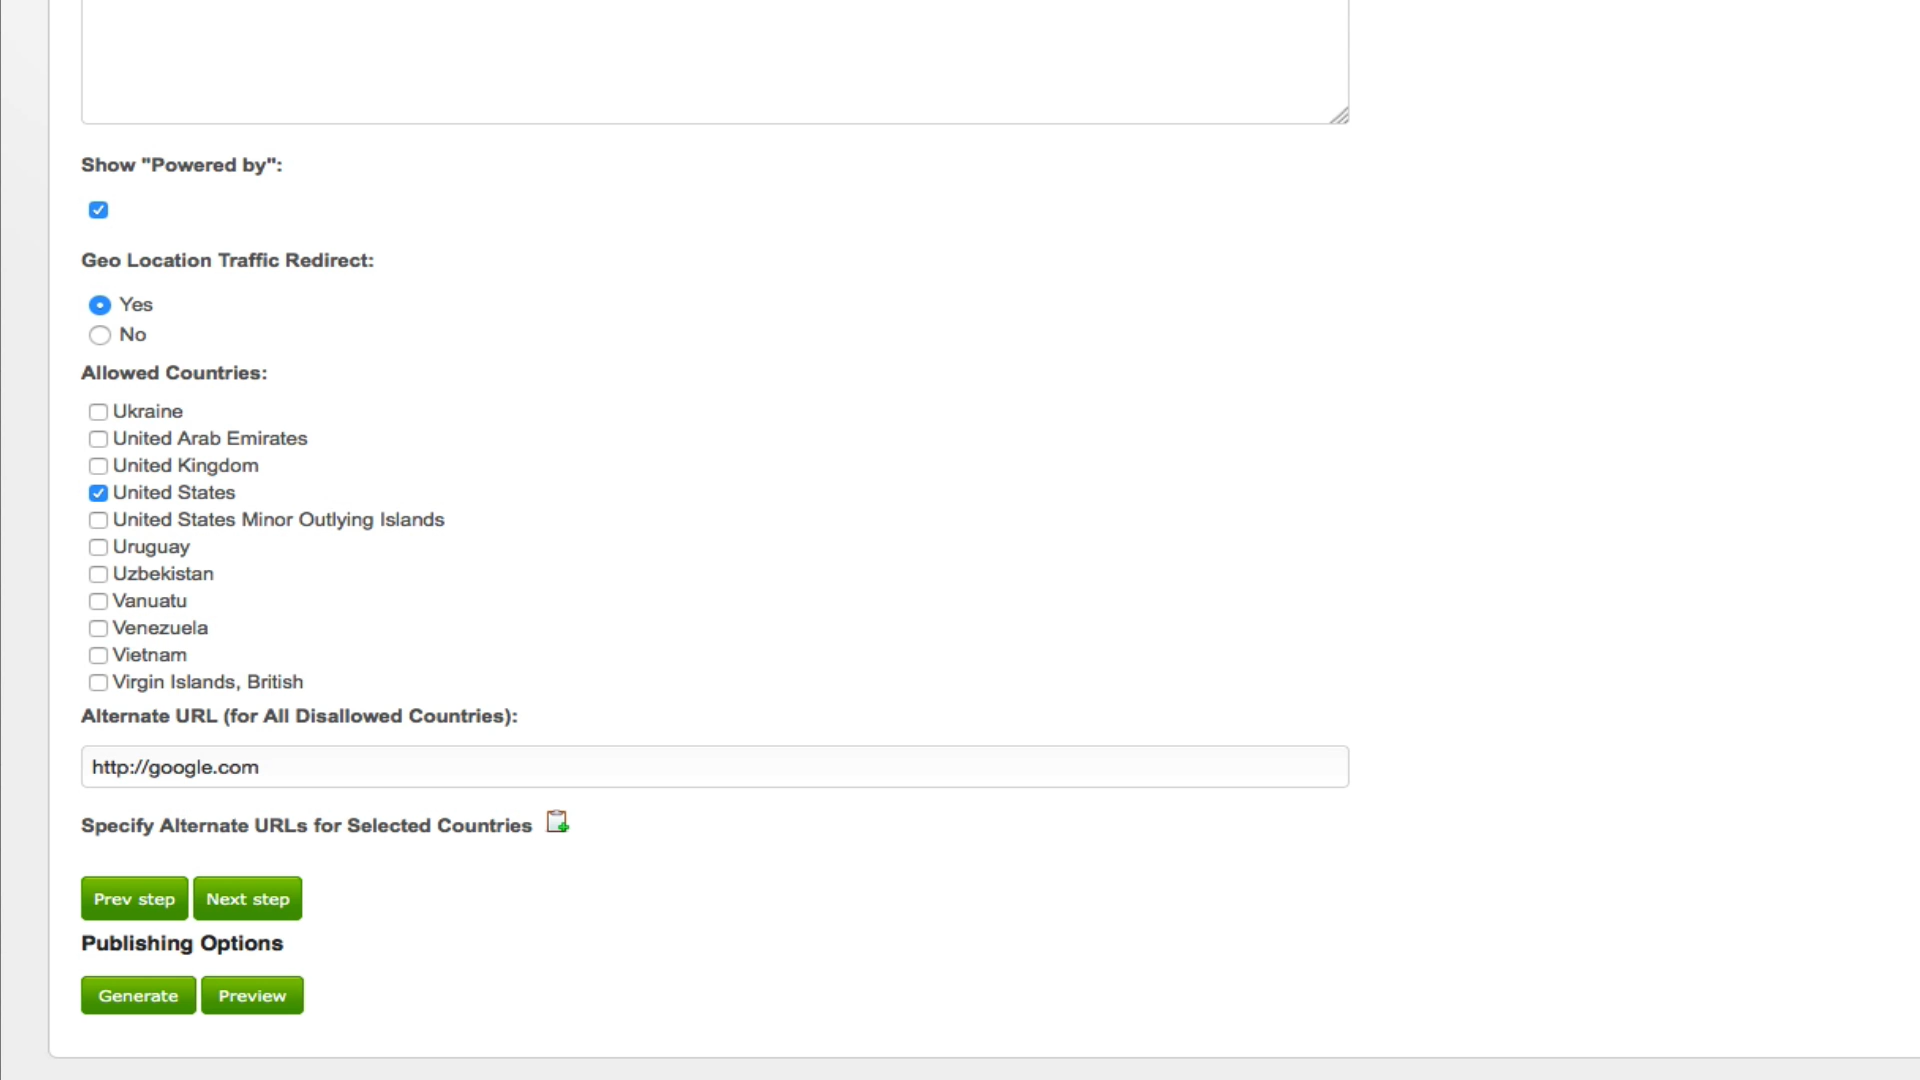 Show "Powered by":
Geo Location Traffic Redirect:
Yes
No
Allowed Countries:
Ukraine
United Arab Emirates
United Kingdom
United States
United States Minor Outlying Islands
Uruguay
Uzbekistan
Vanuatu
Venezuela
Vietnam
Virgin Islands, British
Alternate URL (for All Disallowed Countries):
http://google.com
Specify Alternate URLs for Selected Countries
Prev step Next step
Publishing Options
Generate Preview